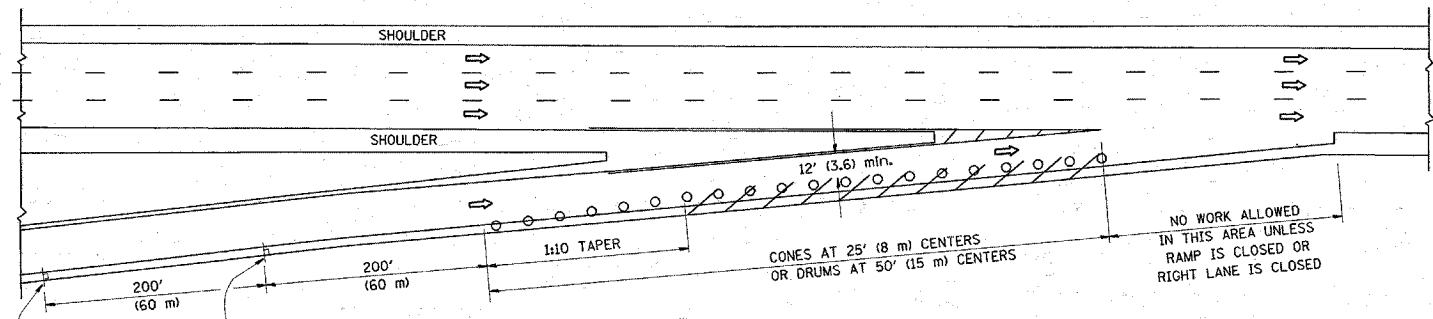 SHOULDER
SHOULDER
12' (3.6) min.
1:10 TAPER
200'
(60 m)
200'
(60 m)
CONES AT 25' (8 m) CENTERS
OR DRUMS AT 50' (15 m) CENTERS
NO WORK ALLOWED
IN THIS AREA UNLESS
RAMP IS CLOSED OR
RIGHT LANE IS CLOSED